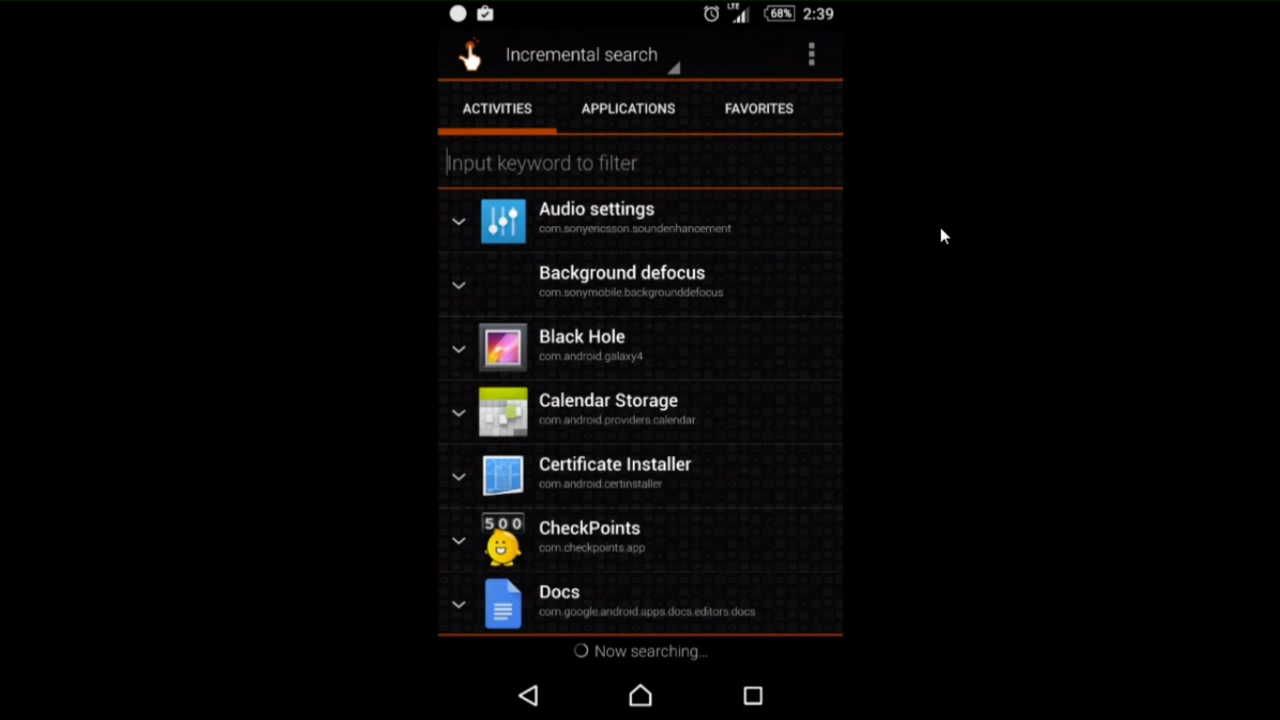 LTE 68% 2:39
Incremental search
ACTIVITIES APPLICATIONS FAVORITES
Input keyword to filter
Audio settings
com.sonyericsson.soundenhancement
Background defocus
com.sonymobile.backgrounddefocus
Black Hole
com.android.galaxy4
Calendar Storage
com.android.providers.calendar
Certificate Installer
com.android.certinstaller
500
CheckPoints
com.checkpoints.app
Docs
com.google.android.apps.docs.editors.docs
Now searching...